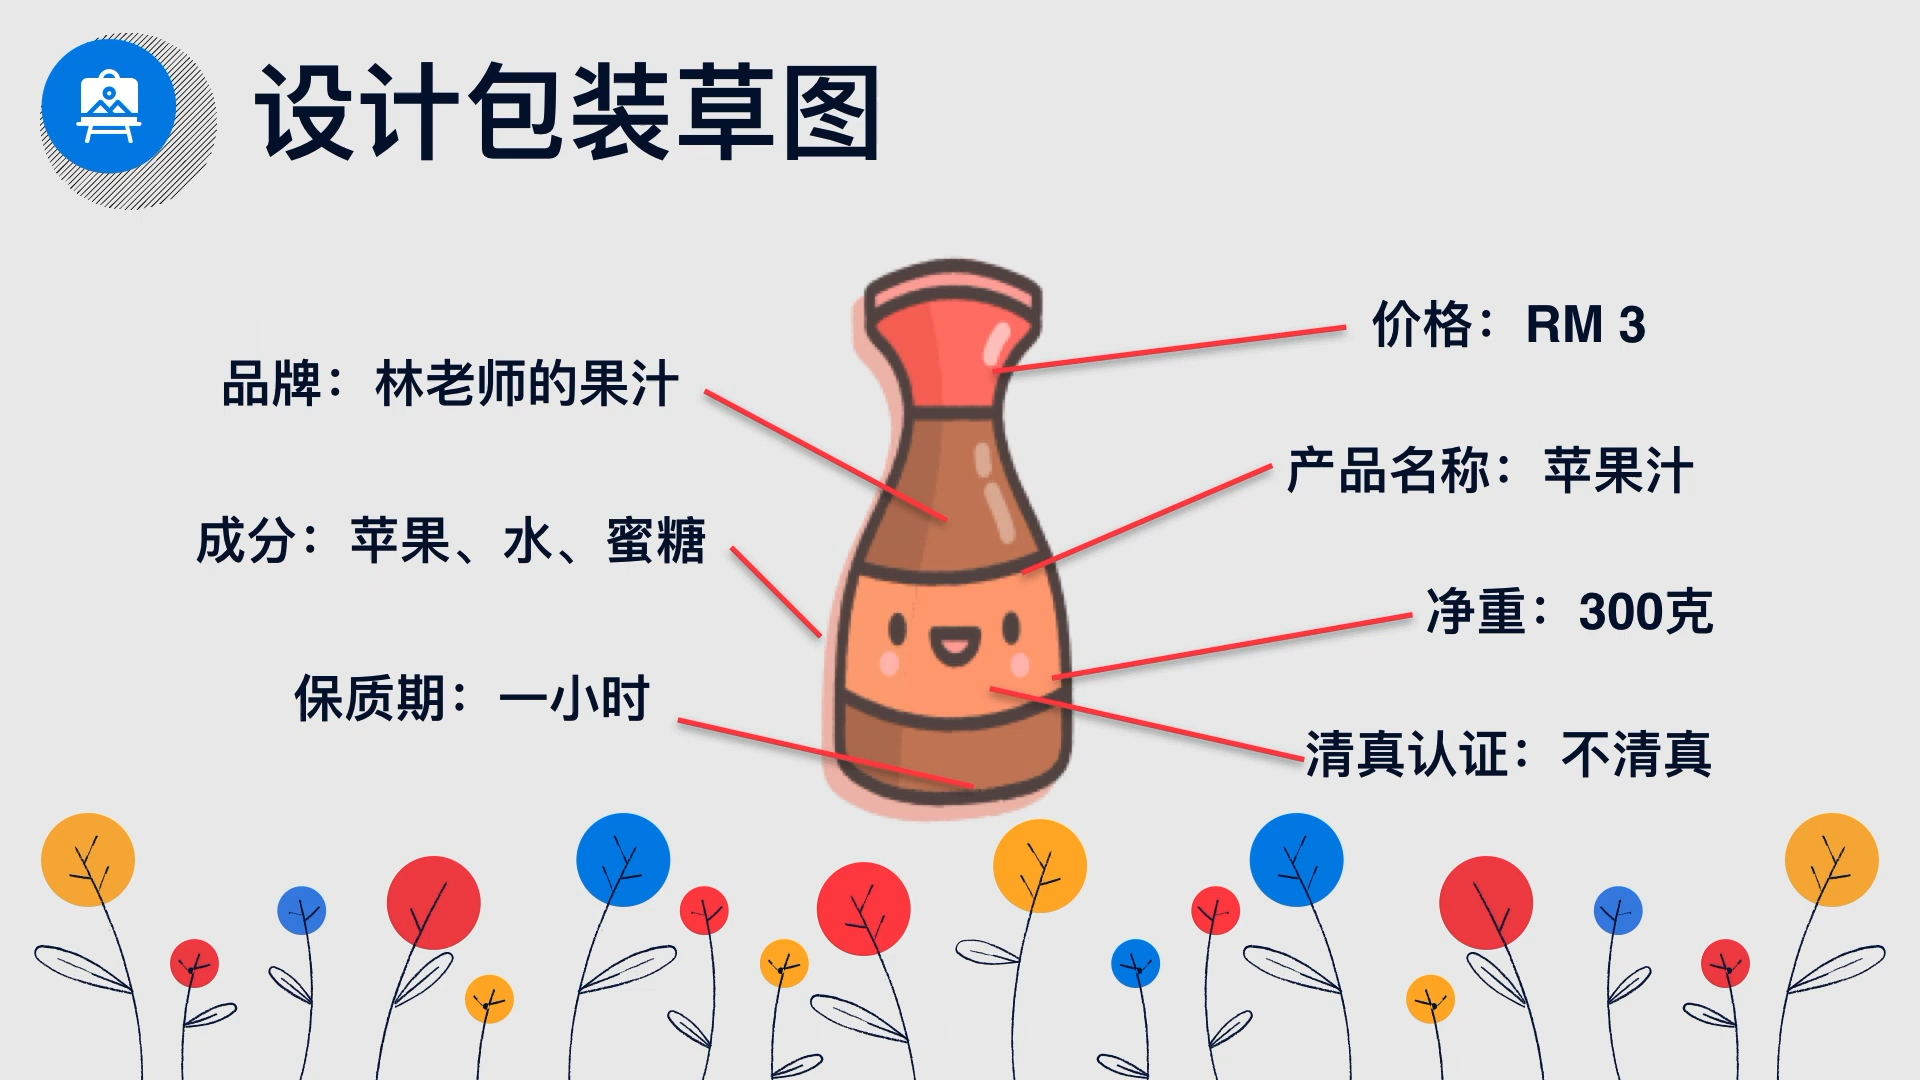 设计包装草图
品牌：林老师的果汁
成分：苹果、水、蜜糖
保质期：一小时
价格：RM 3
产品名称：苹果汁
净重：300克
清真认证：不清真